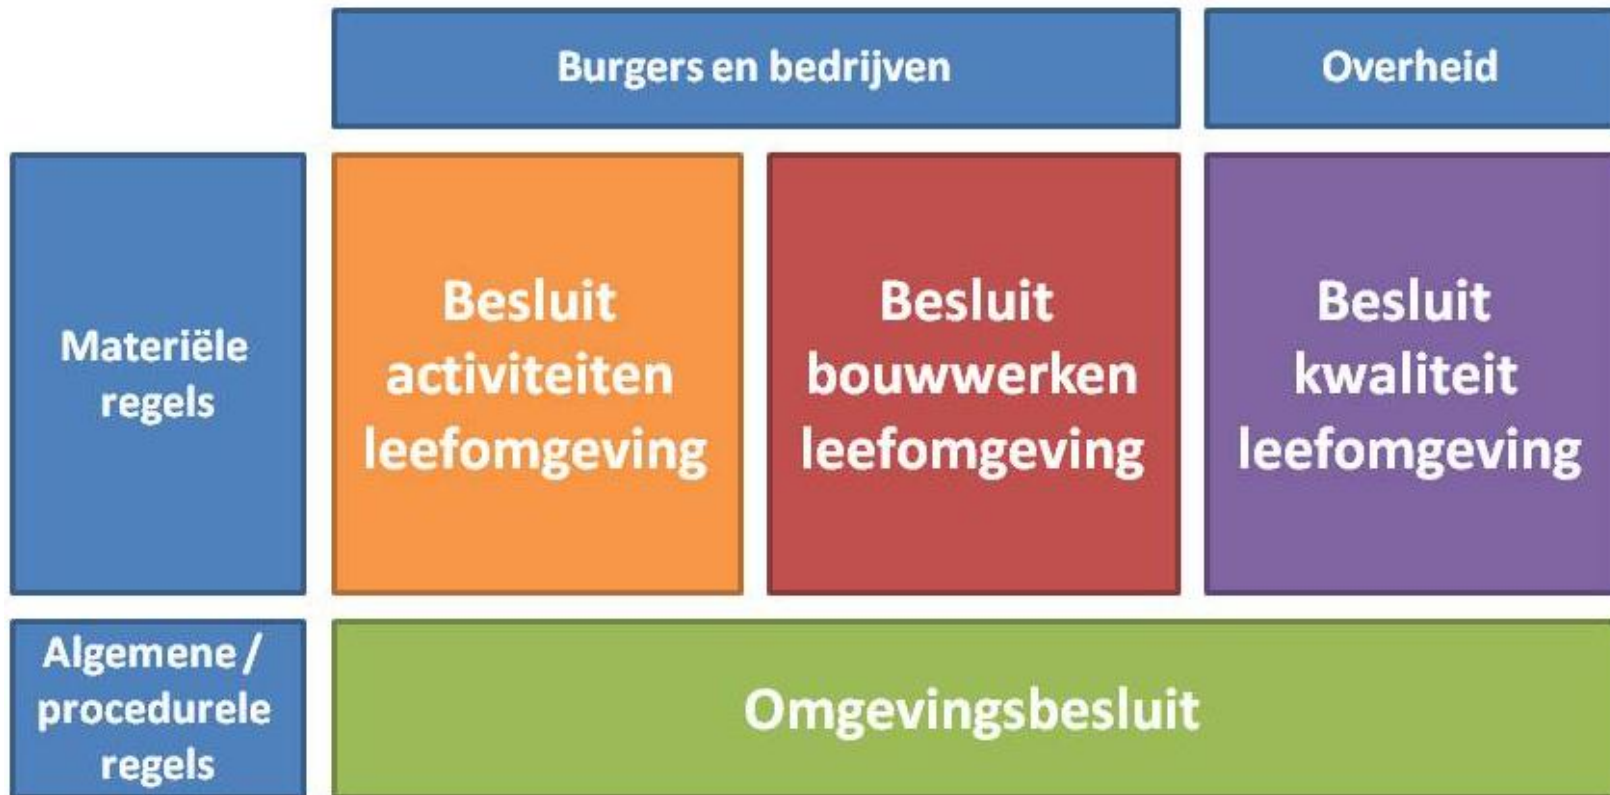 Burgers en bedrijven
Overheid
Materiële
regels
Besluit
activiteiten
leefomgeving
Besluit
bouwwerken
leefomgeving
Besluit
kwaliteit
leefomgeving
Algemene /
procedurele
regels
Omgevingsbesluit